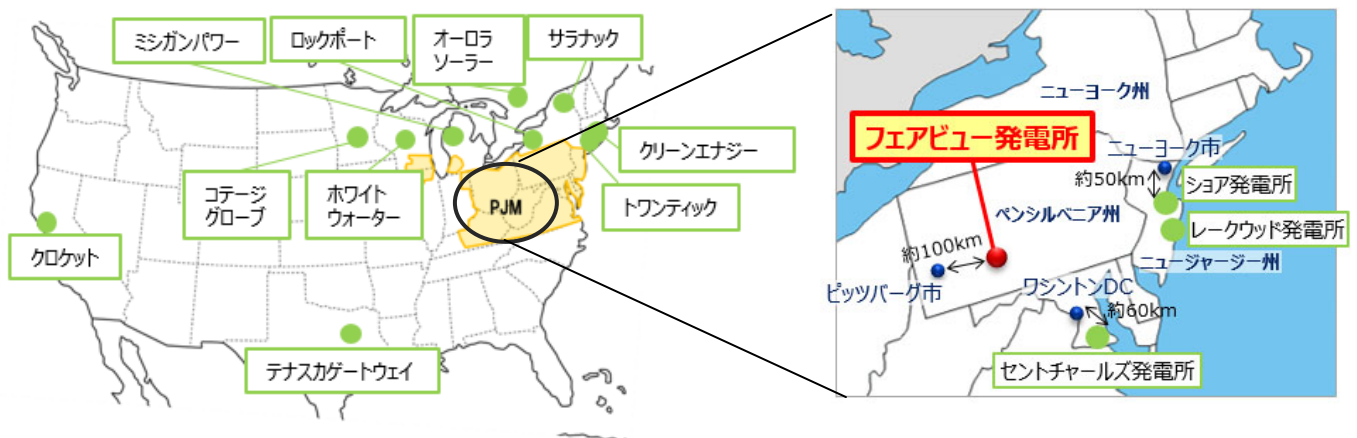 ミシガンパワー
ロックポート
オーロラ
ソーラー
サラナック
クリーンエナジー
コテージ
グローブ
ホワイト
ウォーター
PJM
トワンティック
クロケット
テナスカゲートウェイ
ニューヨーク州
フェアビュー発電所
ニューヨーク市
約50km
ショア発電所
ペンシルベニア州
レークウッド発電所
約100km
ニュージャージー州
ピッツバーグ市
ワシントンDC
約60km
セントチャールズ発電所